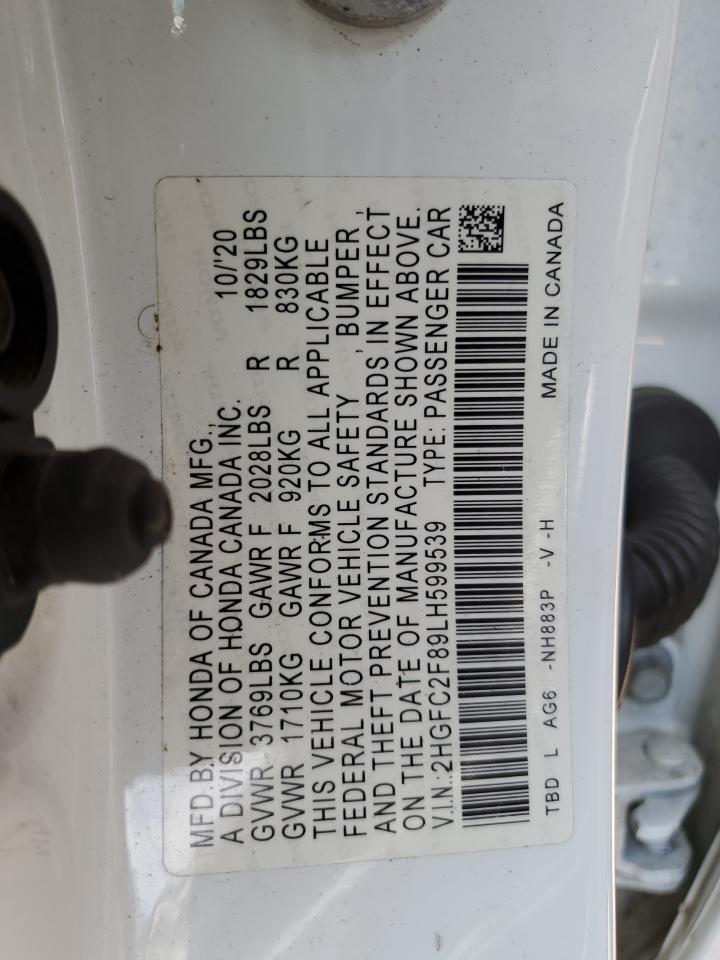 MFD.BY HONDA OF CANADA MFG., 10/'20
A DIVISION OF HONDA CANADA INC.
GVWR 3769LBS GAWR F 2028LBS R 1829LBS
GVWR 1710KG GAWR F 920KG R 830KG
THIS VEHICLE CONFORMS TO ALL APPLICABLE
FEDERAL MOTOR VEHICLE SAFETY , BUMPER ,
AND THEFT PREVENTION STANDARDS IN EFFECT
ON THE DATE OF MANUFACTURE SHOWN ABOVE.
V.I.N.:2HGFC2F89LH599539 TYPE: PASSENGER CAR
TBD L AG6 -NH883P -V -H MADE IN CANADA